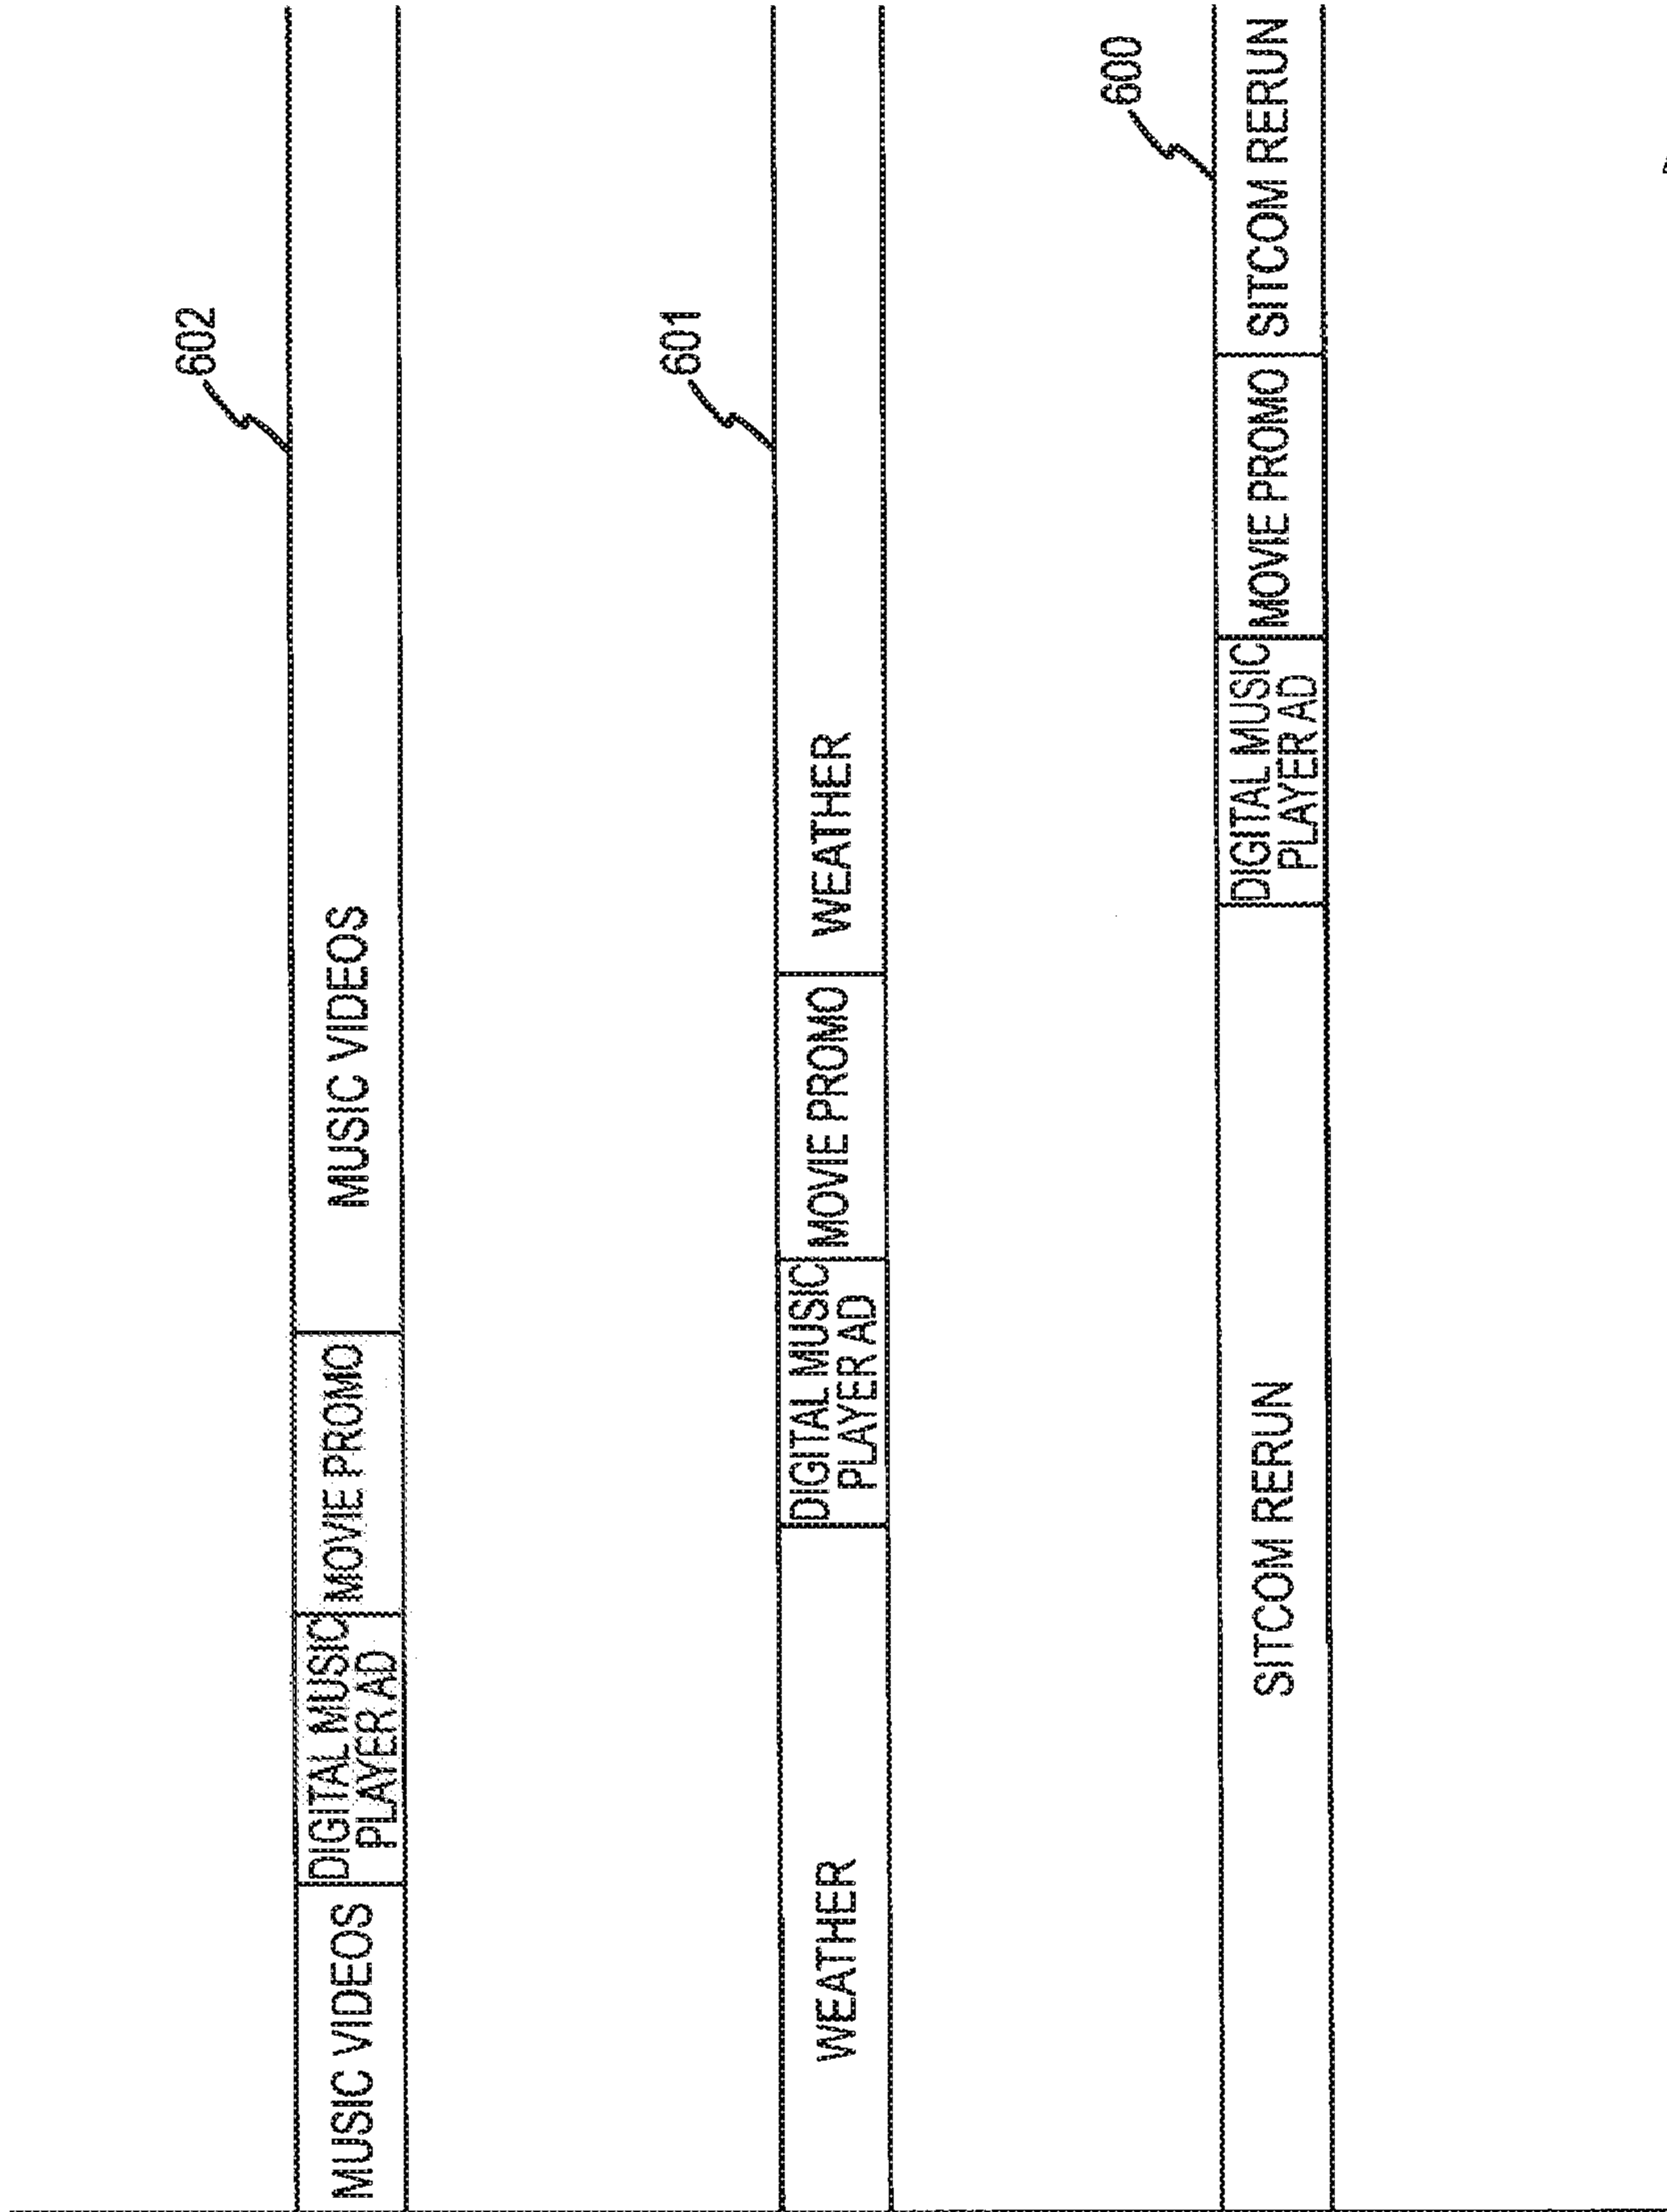 602
MUSIC VIDEOS
DIGITAL MUSIC
PLAYER AD
MOVIE PROMO
MUSIC VIDEOS
601
WEATHER
DIGITAL MUSIC
PLAYER AD
MOVIE PROMO
WEATHER
600
SITCOM RERUN
DIGITAL MUSIC
PLAYER AD
MOVIE PROMO
SITCOM RERUN